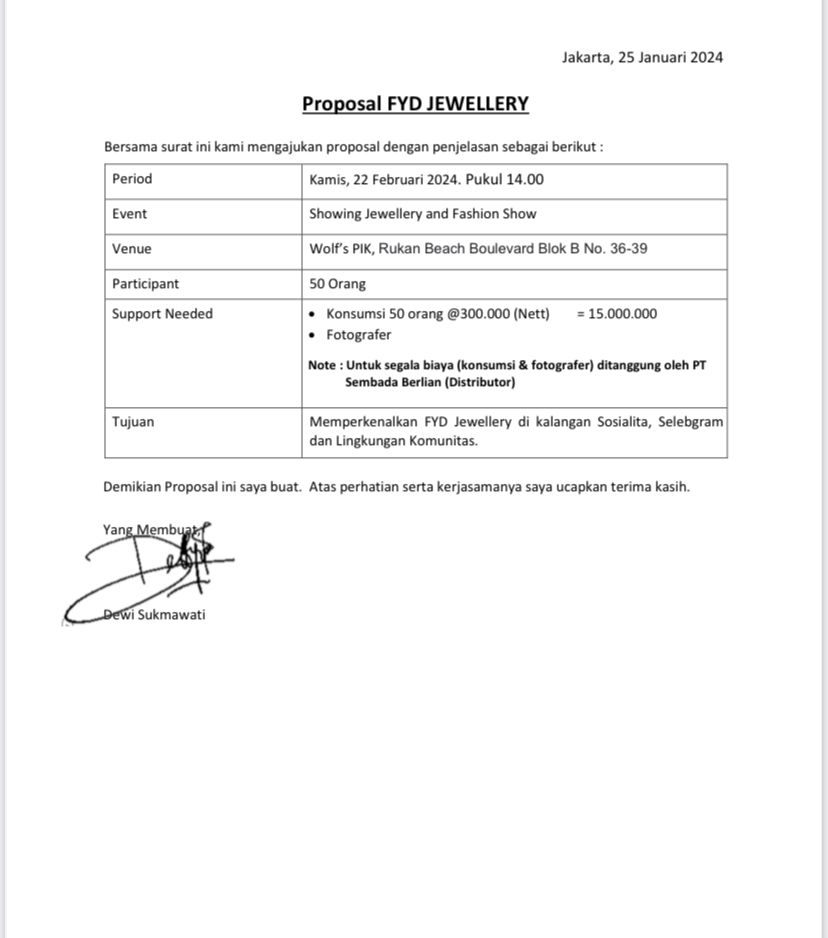 Jakarta, 25 Januari 2024
Proposal FYD JEWELLERY
Bersama surat ini kami mengajukan proposal dengan penjelasan sebagai berikut :
Period Kamis, 22 Februari 2024. Pukul 14.00
Event Showing Jewellery and Fashion Show
Venue Wolf’s PIK, Rukan Beach Boulevard Blok B No. 36-39
Participant 50 Orang
Support Needed • Konsumsi 50 orang @300.000 (Nett) = 15.000.000
• Fotografer
Note : Untuk segala biaya (konsumsi & fotografer) ditanggung oleh PT
Sembada Berlian (Distributor)
Tujuan Memperkenalkan FYD Jewellery di kalangan Sosialita, Selebgram
dan Lingkungan Komunitas.
Demikian Proposal ini saya buat. Atas perhatian serta kerjasamanya saya ucapkan terima kasih.
Yang Membuat,
Dewi Sukmawati